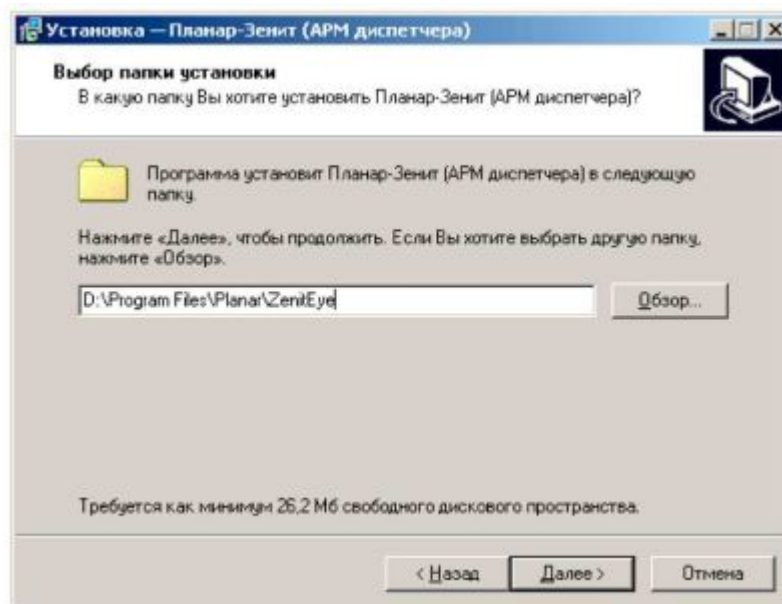 Установка — Планар-Зенит (АРМ диспетчера)
Выбор папки установки
В какую папку Вы хотите установить Планар-Зенит (АРМ диспетчера)?
Программа установит Планар-Зенит (АРМ диспетчера) в следующую
папку.
Нажмите «Далее», чтобы продолжить. Если Вы хотите выбрать другую папку,
нажмите «Обзор».
D:\Program Files\Planar\ZenitEye
Обзор...
Требуется как минимум 26,2 Мб свободного дискового пространства.
< Назад
Далее >
Отмена